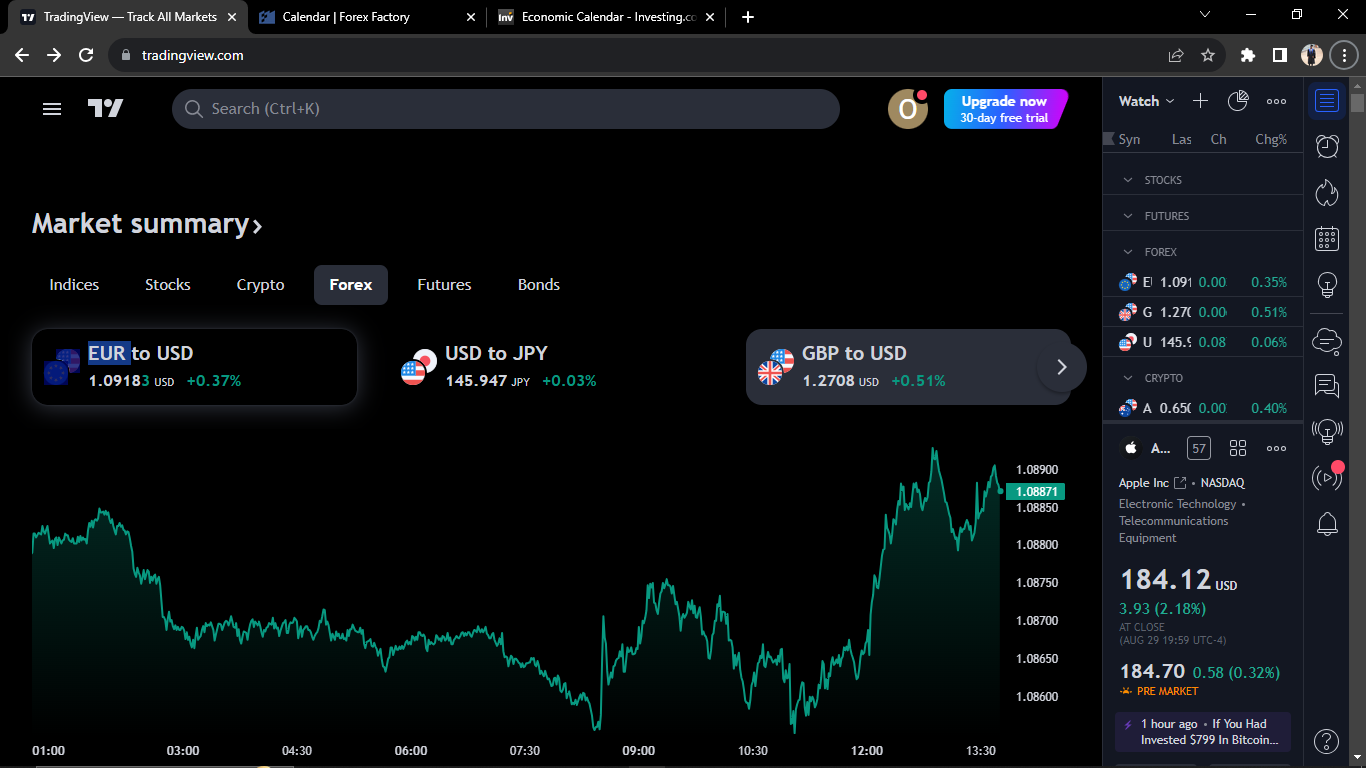 TradingView — Track All Markets
Calendar | Forex Factory
Inv
Economic Calendar - Investing.co
tradingview.com
Search (Ctrl+K)
O
Upgrade now
30-day free trial
Market summary
Indices
Stocks
Crypto
Forex
Futures
Bonds
EUR to USD
1.09183 USD +0.37%
USD to JPY
145.947 JPY +0.03%
GBP to USD
1.2708 USD +0.51%
1.08900
1.08871
1.08850
1.08800
1.08750
1.08700
1.08650
1.08600
01:00
03:00
04:30
06:00
07:30
09:00
10:30
12:00
13:30
Watch
Syn Las Ch Chg%
STOCKS
FUTURES
FOREX
1.091 0.00 0.35%
G 1.270 0.00 0.51%
U 145.9 0.08 0.06%
CRYPTO
A 0.650 0.00 0.40%
A... 57
Apple Inc • NASDAQ
Electronic Technology •
Telecommunications
Equipment
184.12 USD
3.93 (2.18%)
AT CLOSE
(AUG 29 19:59 UTC-4)
184.70 0.58 (0.32%)
PRE MARKET
1 hour ago • If You Had
Invested $799 In Bitcoin...